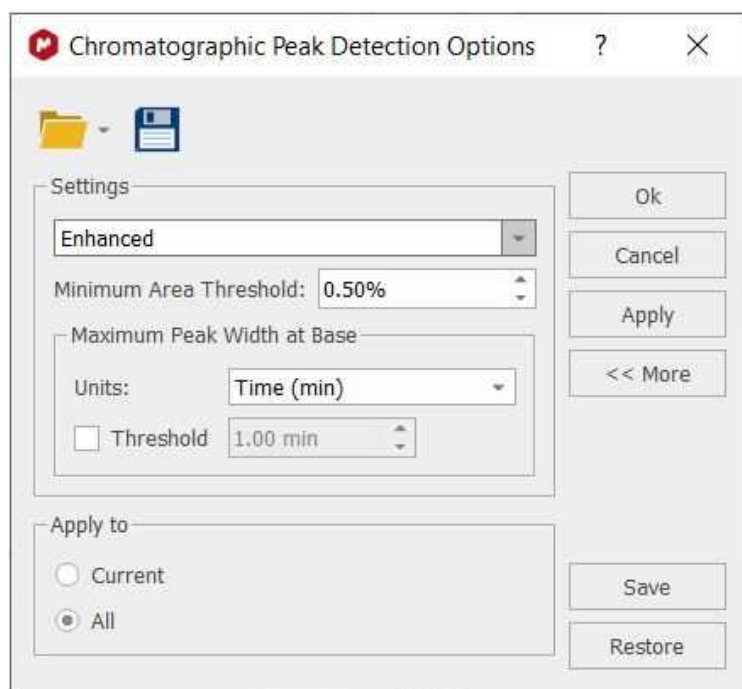 Chromatographic Peak Detection Options ? X
Settings
Ok
Enhanced
Cancel
Minimum Area Threshold: 0.50%
Apply
Maximum Peak Width at Base
<< More
Units: Time (min)
Threshold 1.00 min
Apply to
Current
Save
All
Restore